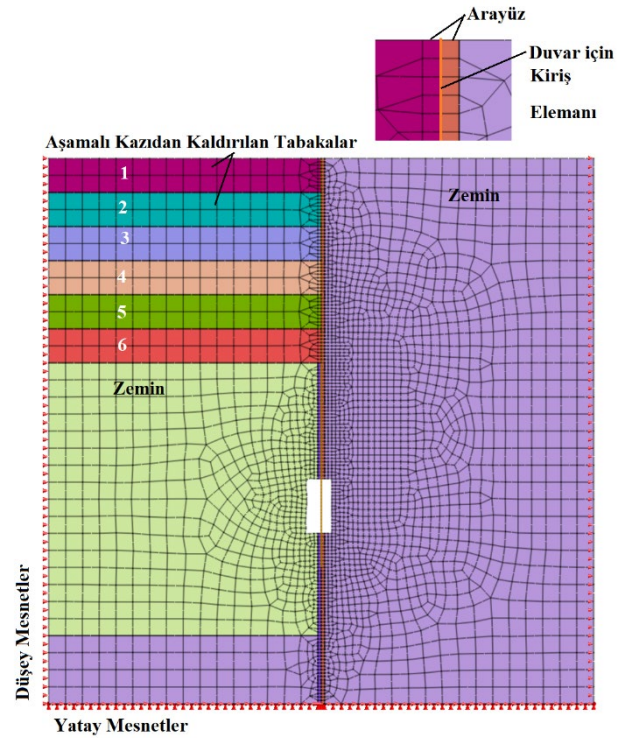 Arayüz
Duvar için
Kiriş
Elemanı
Aşamalı Kazıdan Kaldırılan Tabakalar
1
2
3
4
5
6
Zemin
Zemin
Düşey Mesnetler
Yatay Mesnetler